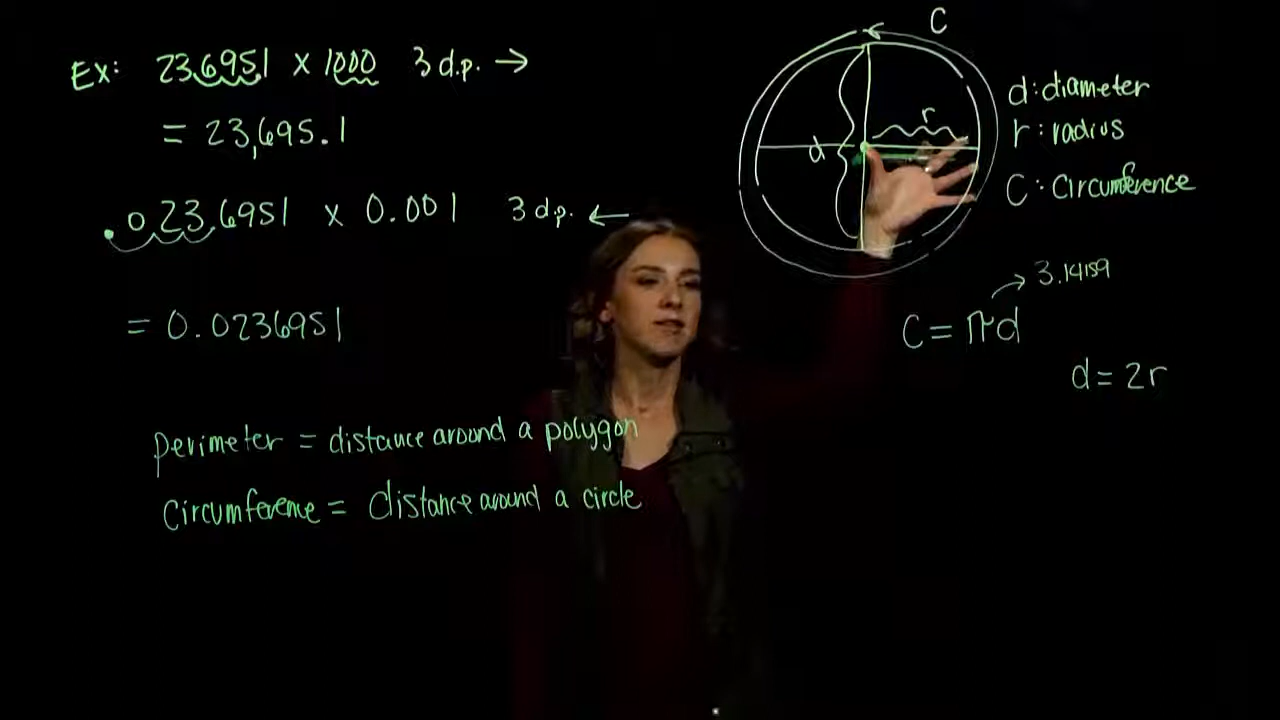 Ex: 23.6951 x 1000 3 d.p. →
= 23,695.1
.023.6951 x 0.001 3 d.p. ←
= 0.0236951
perimeter = distance around a polygon
circumference = distance around a circle
C
r
d
d: diameter
r: radius
C: circumference
3.14159
C = πd
d = 2r